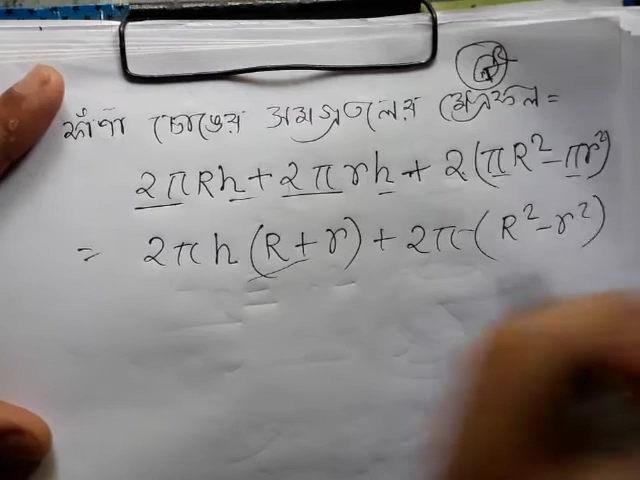 ফাঁপা চোঙের সমগ্রতলের ক্ষেত্রফল =
2πRh + 2πrh + 2(πR² - πr²)
= 2πh(R + r) + 2π(R² - r²)